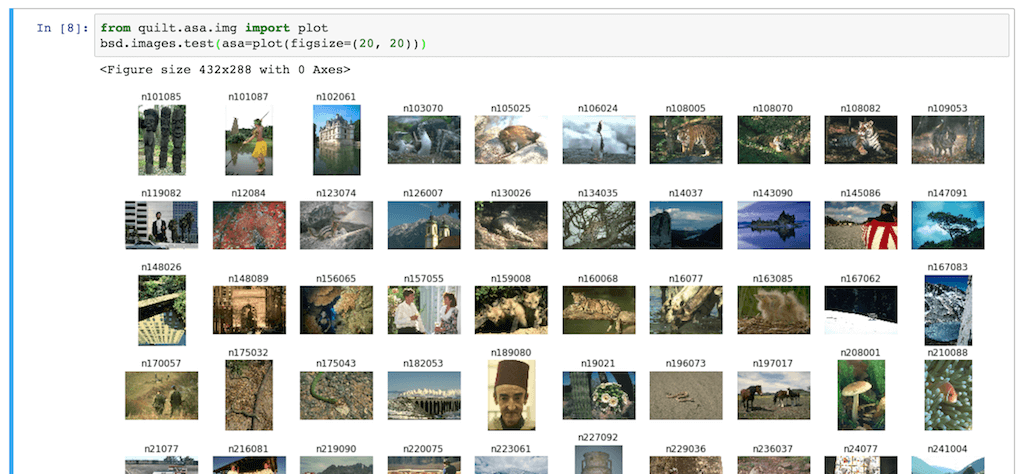 In [8]: from quilt.asa.img import plot
bsd.images.test(asa=plot(figsize=(20, 20)))
<Figure size 432x288 with 0 Axes>
n101085 n101087 n102061 n103070 n105025 n106024 n108005 n108070 n108082 n109053
n119082 n12084 n123074 n126007 n130026 n134035 n14037 n143090 n145086 n147091
n148026 n148089 n156065 n157055 n159008 n160068 n16077 n163085 n167062 n167083
n170057 n175032 n175043 n182053 n189080 n19021 n196073 n197017 n208001 n210088
n21077 n216081 n219090 n220075 n223061 n227092 n229036 n236037 n24077 n241004